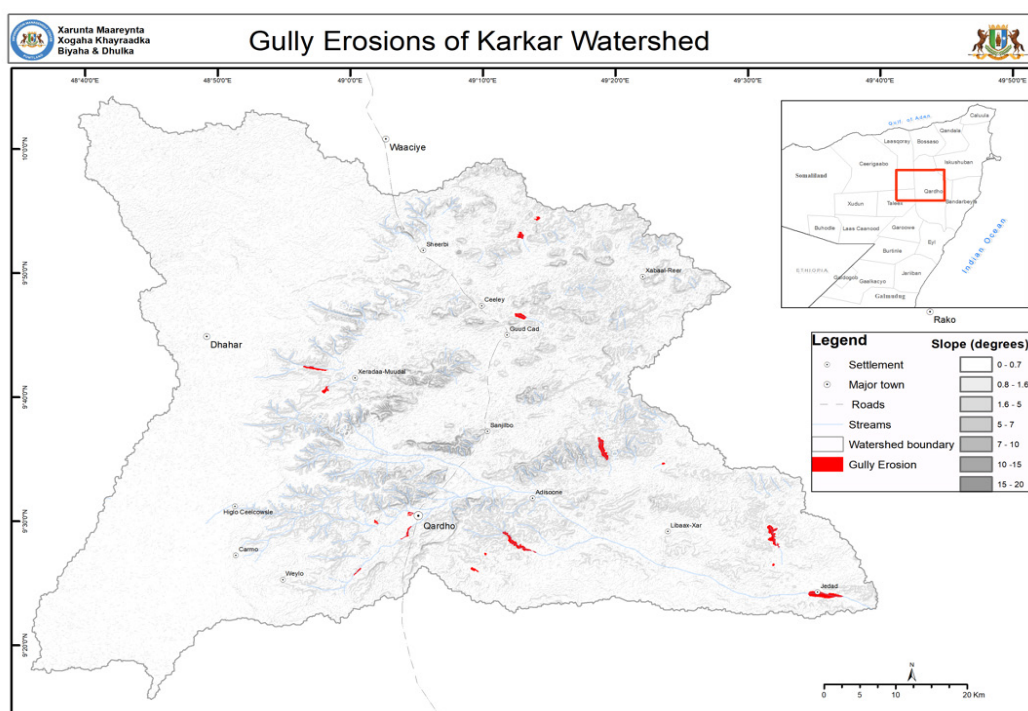 Xarunta Maareynta
Xogaha Khayraadka
Biyaha & Dhulka
Gully Erosions of Karkar Watershed
48°40'0"E
48°50'0"E
49°0'0"E
49°10'0"E
49°20'0"E
49°30'0"E
49°40'0"E
49°50'0"E
10°0'0"N
9°50'0"N
9°40'0"N
9°30'0"N
9°20'0"N
Waaciye
Sheerbi
Xabaal-Reer
Ceeley
Guud Cad
Dhahar
Xeradaa-Muudal
Sanjilbo
Adisoone
Higlo Ceelcowsle
Qardho
Libaax-Xar
Carmo
Weylo
Jedad
Gulf of Aden
Caluula
Qandala
Laasqorey
Bossaso
Ceerigaabo
Iskushuban
Somaliland
Qardho
Xudun
Taleex
Bandarbayla
Buhodle
Laas Caanood
Garoowe
Eyl
Burtinle
Indian Ocean
ETHIOPIA
Galdogob
Jariiban
Gaalkacyo
Galmudug
Rako
Legend
Settlement
Major town
Roads
Streams
Watershed boundary
Gully Erosion
Slope (degrees)
0 - 0.7
0.8 - 1.6
1.6 - 5
5 - 7
7 - 10
10 -15
15 - 20
N
0 5 10 20 Km